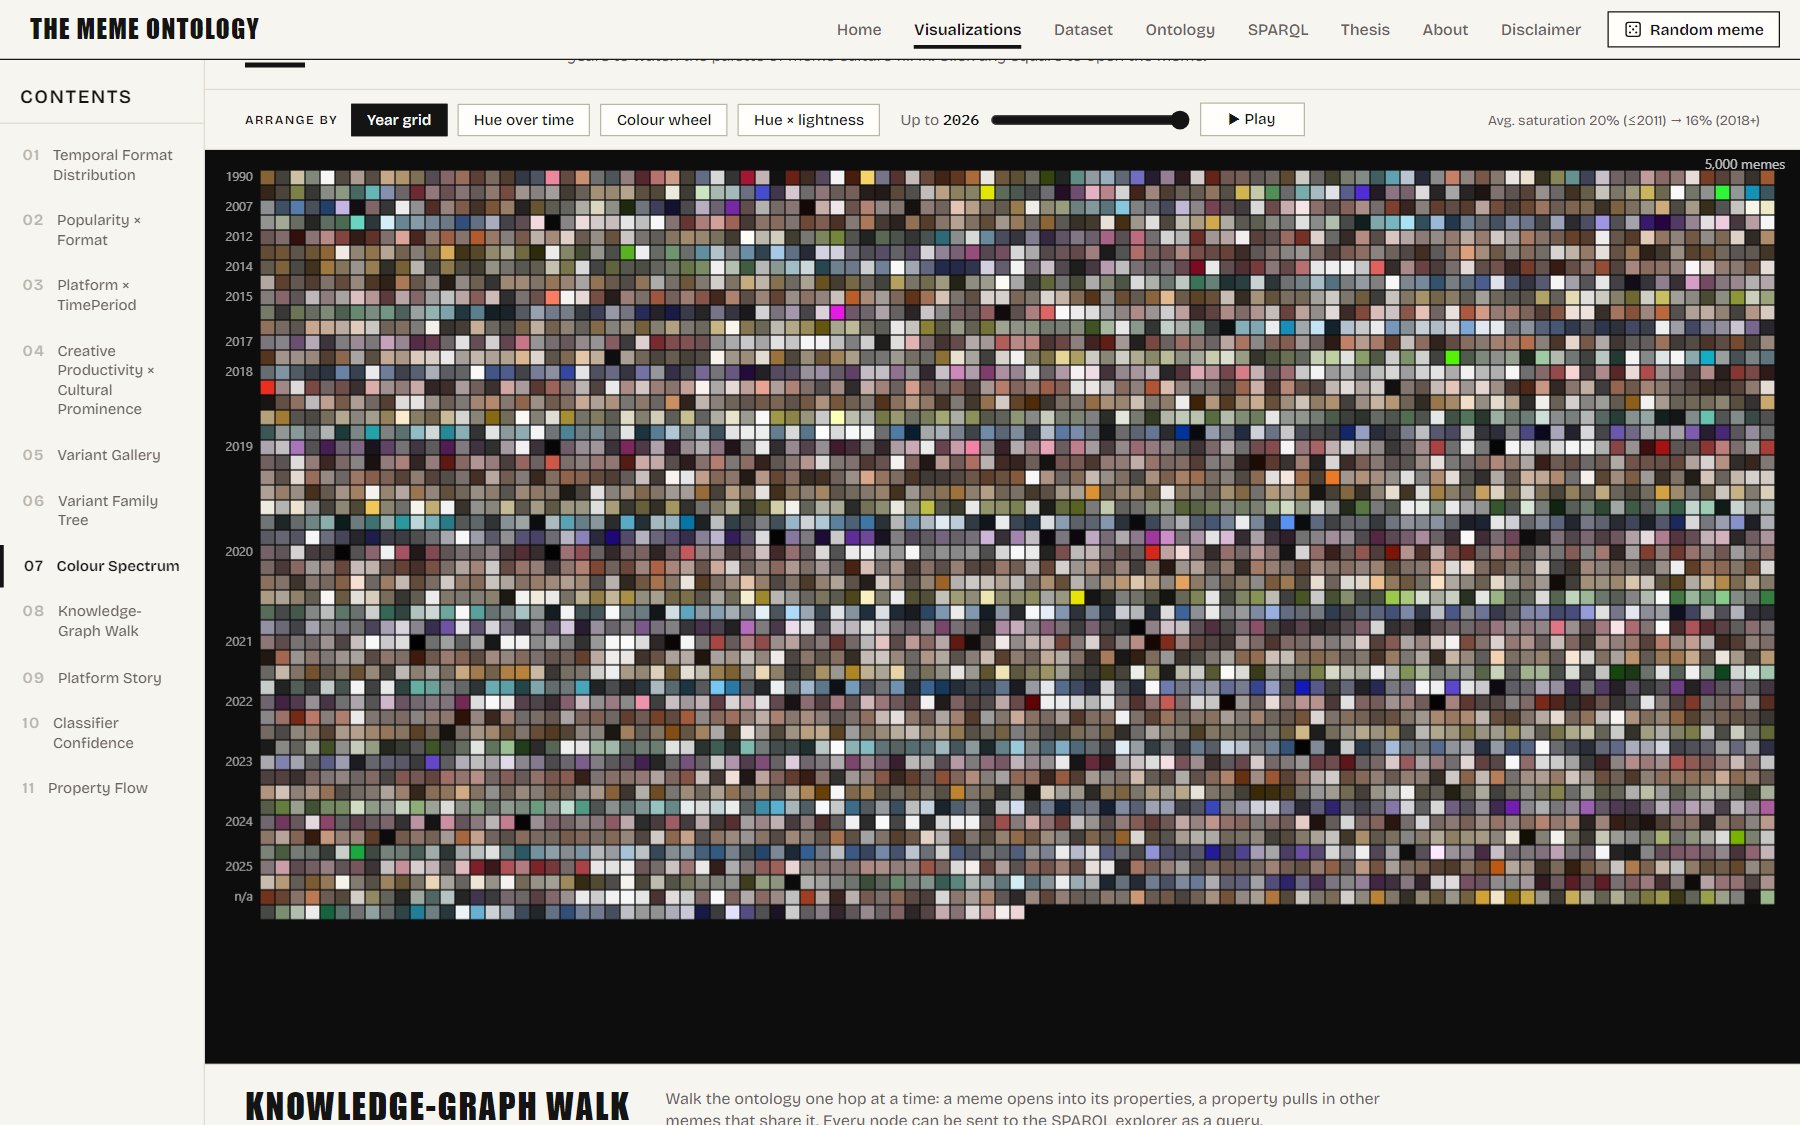 THE MEME ONTOLOGY
Home Visualizations Dataset Ontology SPARQL Thesis About Disclaimer Random meme
CONTENTS
01 Temporal Format
Distribution
02 Popularity ×
Format
03 Platform ×
TimePeriod
04 Creative
Productivity ×
Cultural
Prominence
05 Variant Gallery
06 Variant Family
Tree
07 Colour Spectrum
08 Knowledge-
Graph Walk
09 Platform Story
10 Classifier
Confidence
11 Property Flow
ARRANGE BY Year grid Hue over time Colour wheel Hue × lightness Up to 2026 Play Avg. saturation 20% (≤2011) → 16% (2018+)
5,000 memes
1990
2007
2012
2014
2015
2017
2018
2019
2020
2021
2022
2023
2024
2025
n/a
KNOWLEDGE-GRAPH WALK
Walk the ontology one hop at a time: a meme opens into its properties, a property pulls in other
memes that share it. Every node can be sent to the SPARQL explorer as a query.